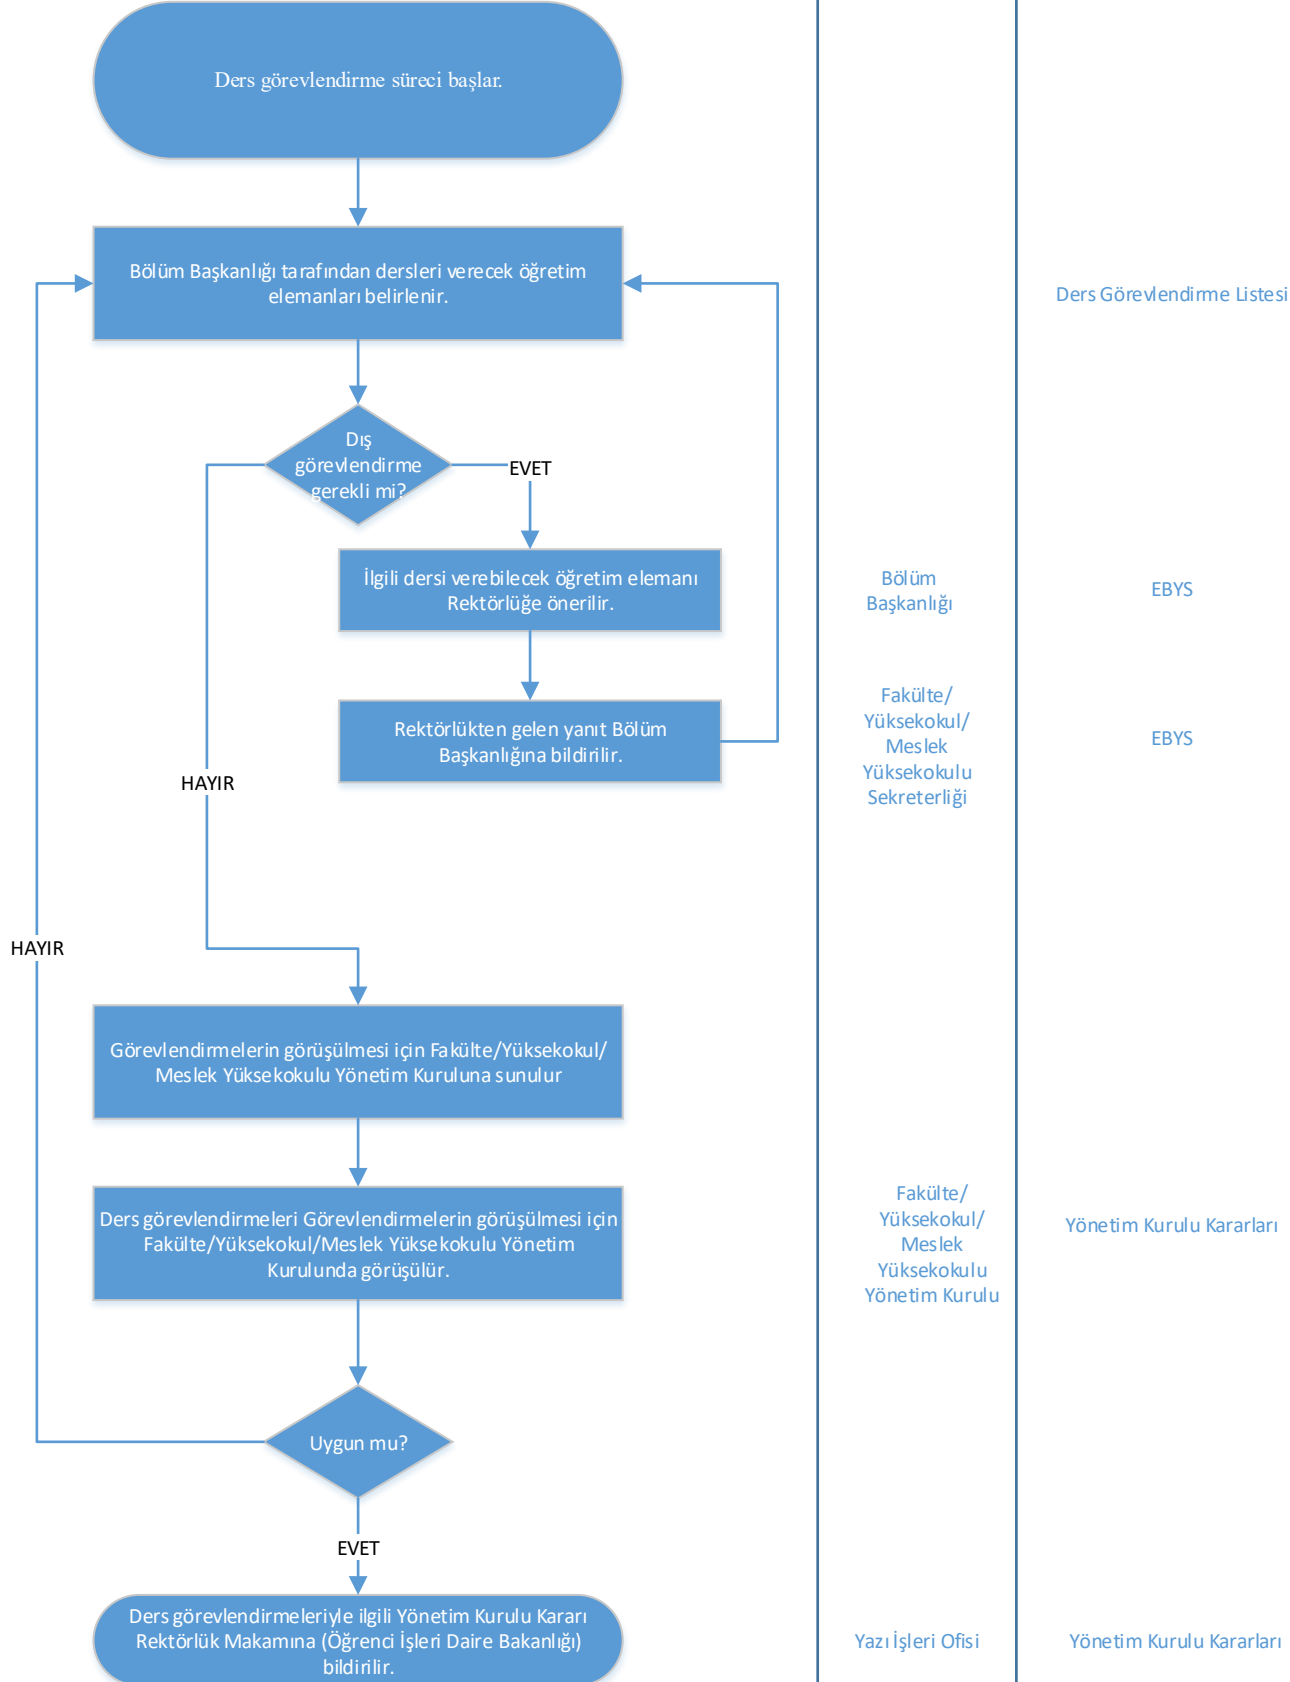 Ders görevlendirme süreci başlar.
Bölüm Başkanlığı tarafından dersleri verecek öğretim
elemanları belirlenir.
Ders Görevlendirme Listesi
Dış
görevlendirme
gerekli mi?
EVET
İlgili dersi verebilecek öğretim elemanı
Rektörlüğe önerilir.
Bölüm
Başkanlığı
EBYS
Rektörlükten gelen yanıt Bölüm
Başkanlığına bildirilir.
Fakülte/
Yüksekokul/
Meslek
Yüksekokulu
Sekreterliği
EBYS
HAYIR
HAYIR
Görevlendirmelerin görüşülmesi için Fakülte/Yüksekokul/
Meslek Yüksekokulu Yönetim Kuruluna sunulur
Ders görevlendirmeleri Görevlendirmelerin görüşülmesi için
Fakülte/Yüksekokul/Meslek Yüksekokulu Yönetim
Kurulunda görüşülür.
Fakülte/
Yüksekokul/
Meslek
Yüksekokulu
Yönetim Kurulu
Yönetim Kurulu Kararları
Uygun mu?
EVET
Ders görevlendirmeleriyle ilgili Yönetim Kurulu Kararı
Rektörlük Makamına (Öğrenci İşleri Daire Bakanlığı)
bildirilir.
Yazı İşleri Ofisi
Yönetim Kurulu Kararları